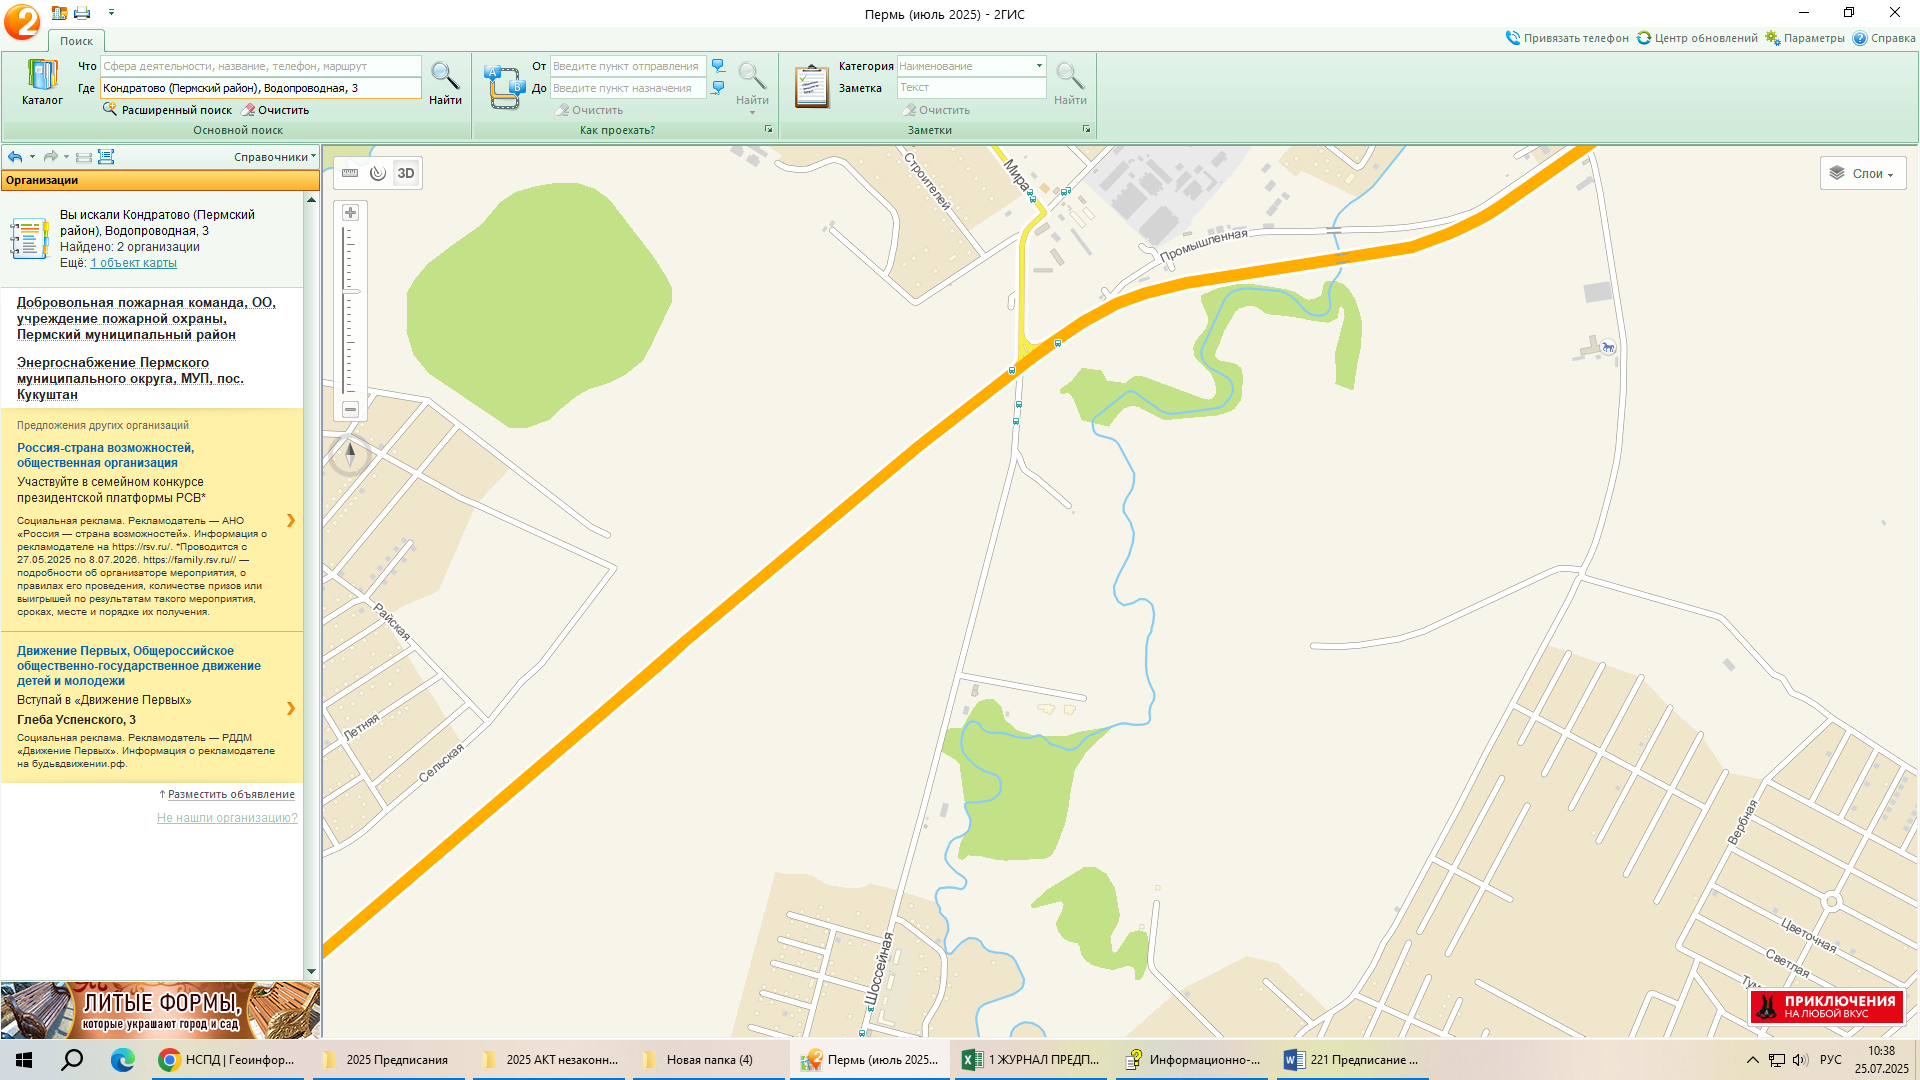 Пермь (июль 2025) - 2ГИС
Поиск
Привязать телефон
Центр обновлений
Параметры
Справка
Каталог
Что
Сфера деятельности, название, телефон, маршрут
Где
Кондратово (Пермский район), Водопроводная, 3
Расширенный поиск
Очистить
Найти
Основной поиск
От
Введите пункт отправления
До
Введите пункт назначения
Очистить
Найти
Как проехать?
Категория
Наименование
Заметка
Текст
Очистить
Найти
Заметки
Справочники
Организации
Вы искали Кондратово (Пермский
район), Водопроводная, 3
Найдено: 2 организации
Ещё: 1 объект карты
Добровольная пожарная команда, ОО,
учреждение пожарной охраны,
Пермский муниципальный район
Энергоснабжение Пермского
муниципального округа, МУП, пос.
Кукуштан
Предложения других организаций
Россия-страна возможностей,
общественная организация
Участвуйте в семейном конкурсе
президентской платформы РСВ*
Социальная реклама. Рекламодатель — АНО
«Россия — страна возможностей». Информация о
рекламодателе на https://rsv.ru/. *Проводится с
27.05.2025 по 8.07.2026. https://family.rsv.ru// —
подробности об организаторе мероприятия, о
правилах его проведения, количестве призов или
выигрышей по результатам такого мероприятия,
сроках, месте и порядке их получения.
Движение Первых, Общероссийское
общественно-государственное движение
детей и молодежи
Вступай в «Движение Первых»
Глеба Успенского, 3
Социальная реклама. Рекламодатель — РДДМ
«Движение Первых». Информация о рекламодателе
на будьвдвижении.рф.
↑ Разместить объявление
Не нашли организацию?
ЛИТЫЕ ФОРМЫ,
которые украшают город и сад
3D
Слои
Строителей
Мира
Промышленная
Райская
Летняя
Сельская
Шоссейная
Вербная
Цветочная
Светлая
Тум
ПРИКЛЮЧЕНИЯ
НА ЛЮБОЙ ВКУС
НСПД | Геоинфор...
2025 Предписания
2025 АКТ незаконн...
Новая папка (4)
Пермь (июль 2025...
1 ЖУРНАЛ ПРЕДП...
Информационно-...
221 Предписание ...
РУС
10:38
25.07.2025